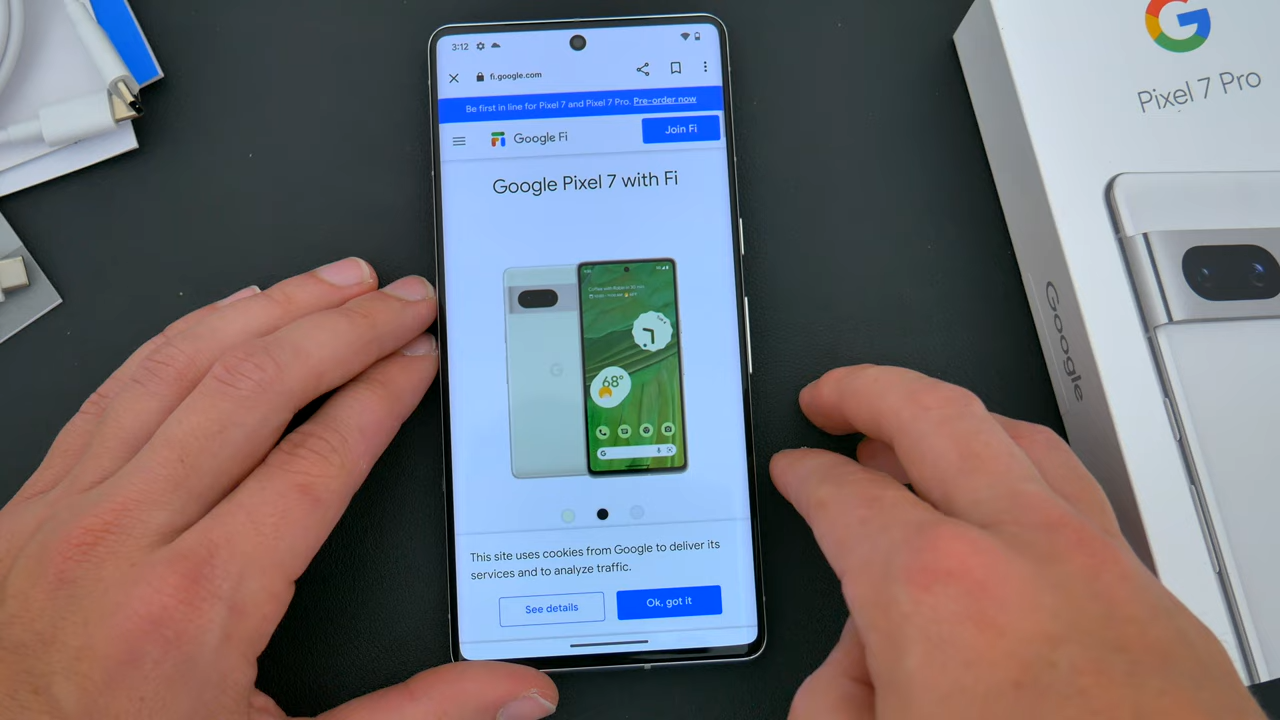 3:12
fi.google.com
Be first in line for Pixel 7 and Pixel 7 Pro. Pre-order now
Google Fi
Join Fi
Google Pixel 7 with Fi
68°
This site uses cookies from Google to deliver its
services and to analyze traffic.
See details
Ok, got it
G
Pixel 7 Pro
Google